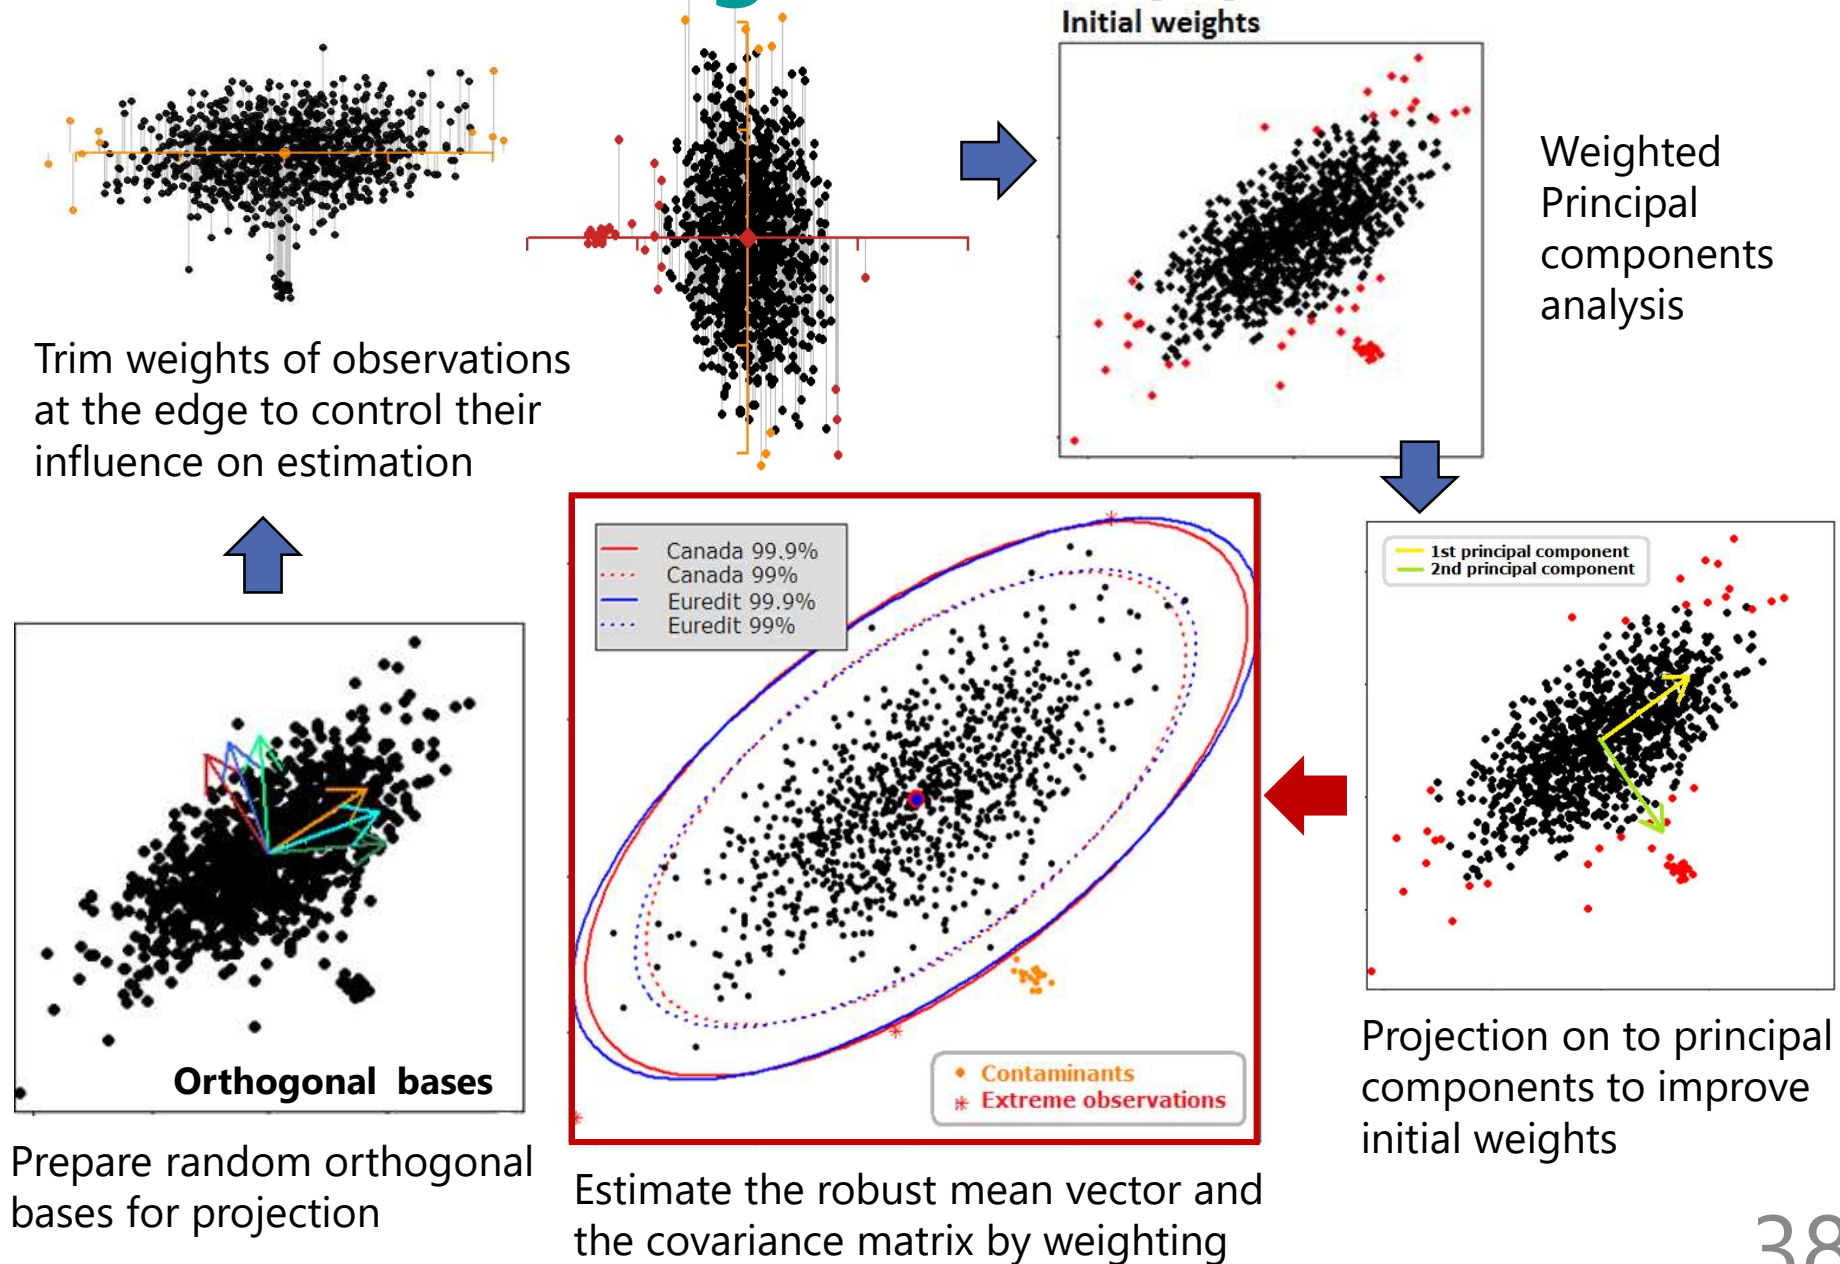 Initial weights
Weighted
Principal
components
analysis
Trim weights of observations
at the edge to control their
influence on estimation
Canada 99.9%
Canada 99%
Euredit 99.9%
Euredit 99%
1st principal component
2nd principal component
Contaminants
Extreme observations
Orthogonal bases
Prepare random orthogonal
bases for projection
Estimate the robust mean vector and
the covariance matrix by weighting
Projection on to principal
components to improve
initial weights
38